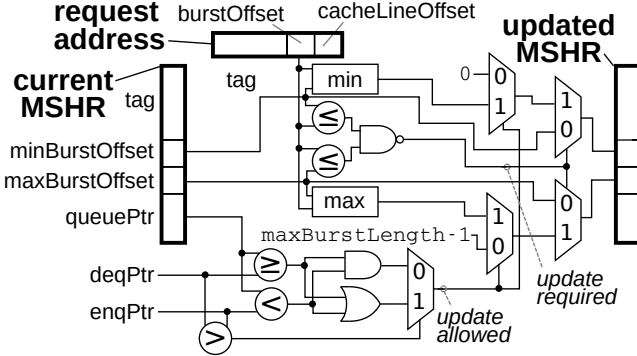 request
address
burstOffset
cacheLineOffset
updated
MSHR
current
MSHR
tag
tag
min
0
0
1
1
0
minBurstOffset
≤
maxBurstOffset
≤
max
0
1
1
0
queuePtr
maxBurstLength-1
deqPtr
≥
0
enqPtr
<
1
>
update
required
update
allowed